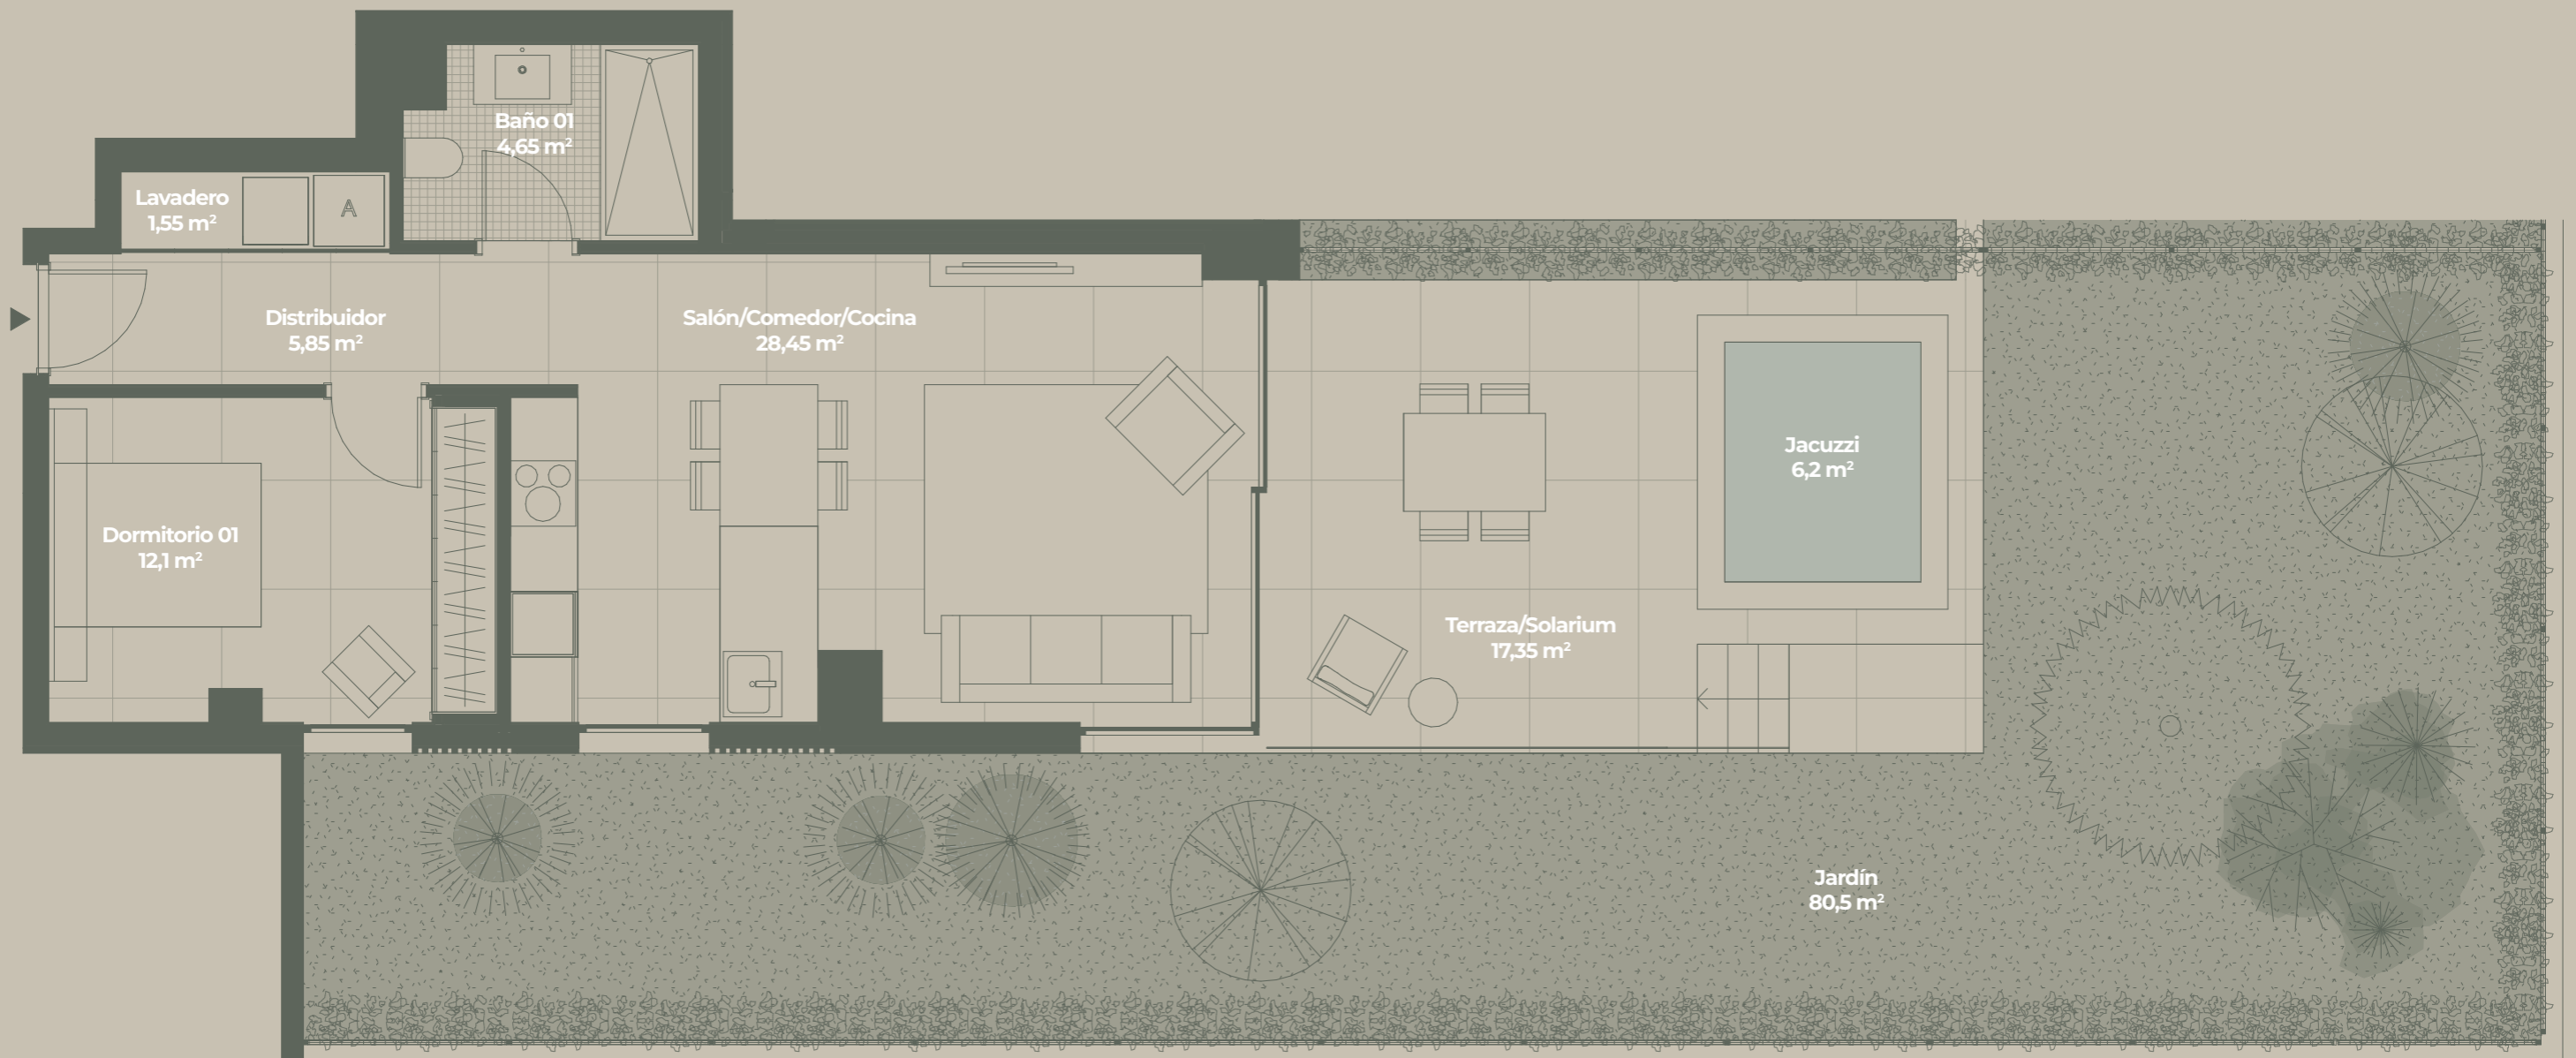 Baño 01
4,65 m²
Lavadero
1,55 m²
A
Distribuidor
5,85 m²
Salón/Comedor/Cocina
28,45 m²
Jacuzzi
6,2 m²
Dormitorio 01
12,1 m²
Terraza/Solarium
17,35 m²
Jardín
80,5 m²